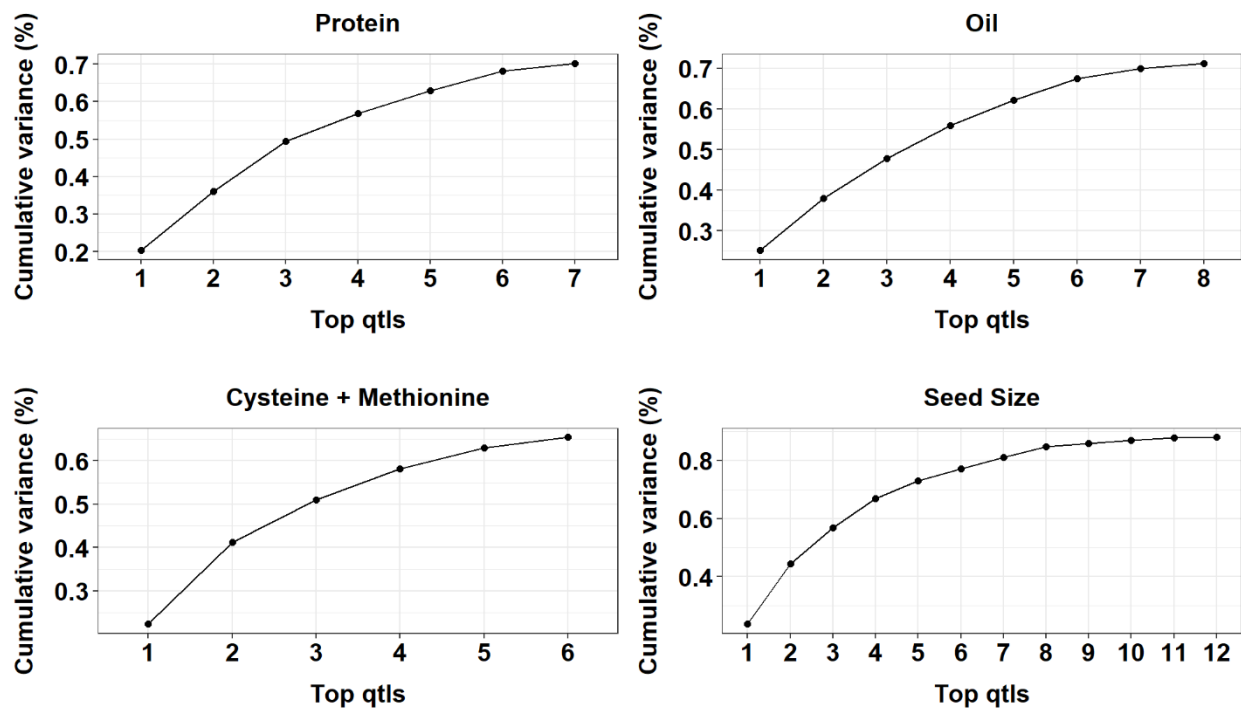 Protein
Cumulative variance (%)
0.7
0.6
0.5
0.4
0.3
0.2
1 2 3 4 5 6 7
Top qtls
Oil
Cumulative variance (%)
0.7
0.6
0.5
0.4
0.3
1 2 3 4 5 6 7 8
Top qtls
Cysteine + Methionine
Cumulative variance (%)
0.6
0.5
0.4
0.3
1 2 3 4 5 6
Top qtls
Seed Size
Cumulative variance (%)
0.8
0.6
0.4
1 2 3 4 5 6 7 8 9 10 11 12
Top qtls